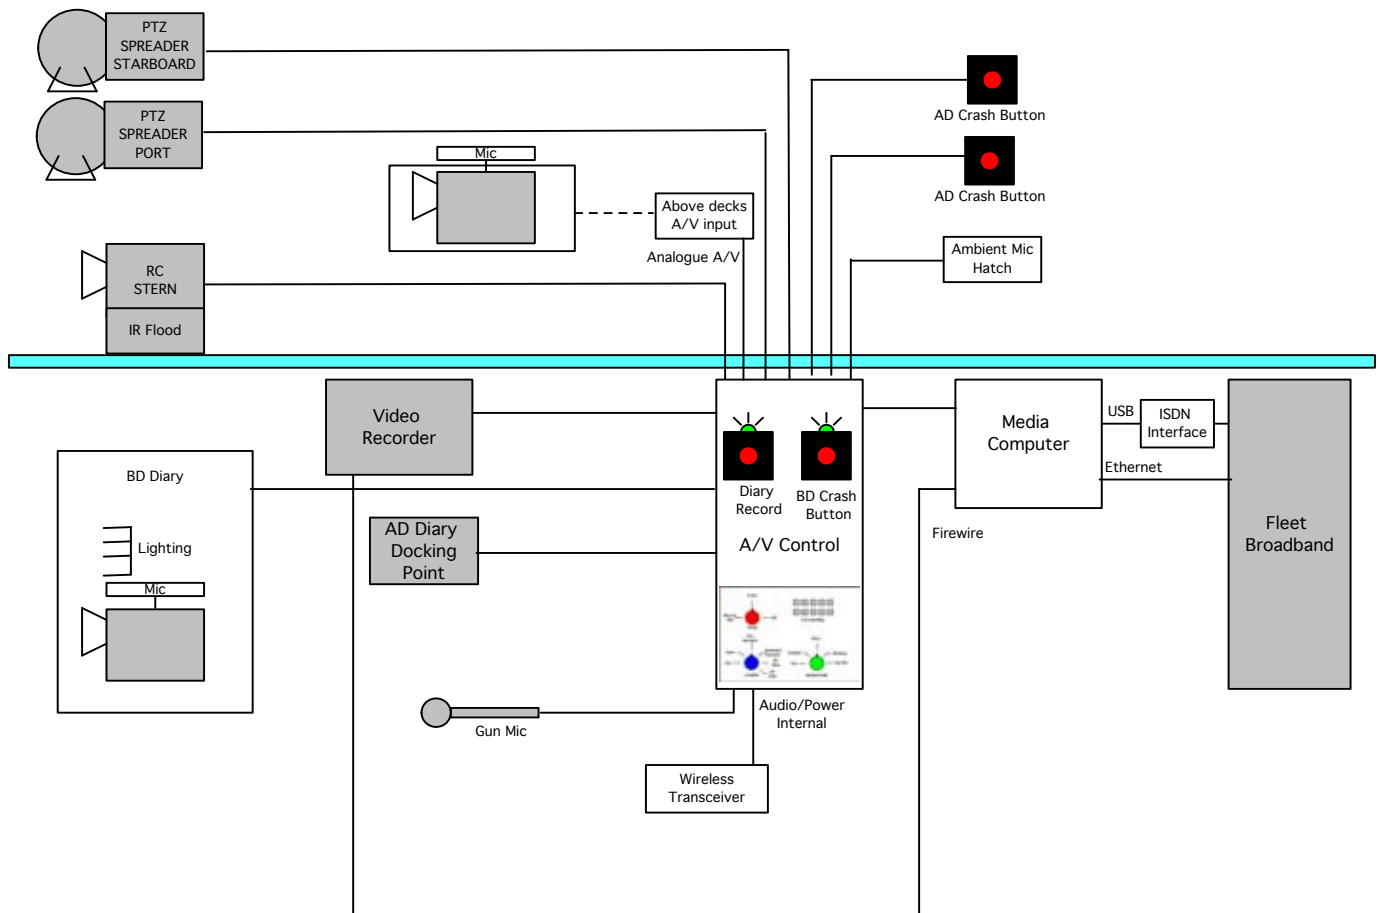 PTZ
SPREADER
STARBOARD
PTZ
SPREADER
PORT
Mic
Above decks
A/V input
Analogue A/V
AD Crash Button
AD Crash Button
Ambient Mic
Hatch
RC
STERN
IR Flood
Video
Recorder
BD Diary
Lighting
Mic
AD Diary
Docking
Point
Diary
Record
BD Crash
Button
A/V Control
Media
Computer
USB
ISDN
Interface
Ethernet
Firewire
Fleet
Broadband
Gun Mic
Audio/Power
Internal
Wireless
Transceiver